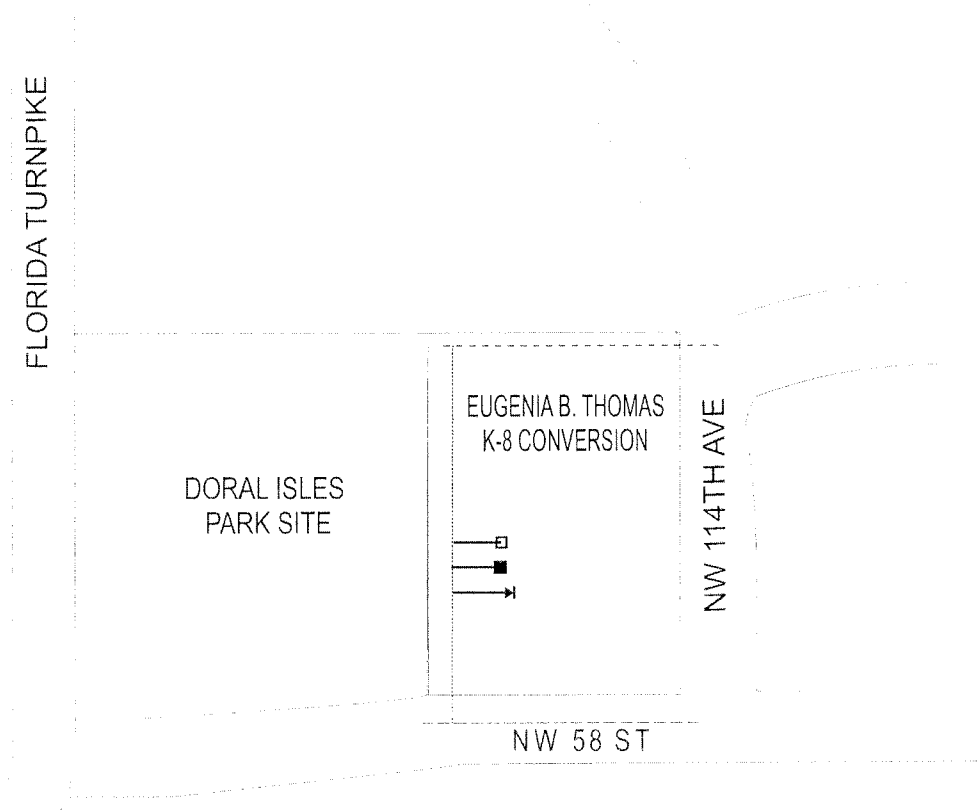 FLORIDA TURNPIKE
EUGENIA B. THOMAS
K-8 CONVERSION
DORAL ISLES
PARK SITE
NW 114TH AVE
NW 58 ST